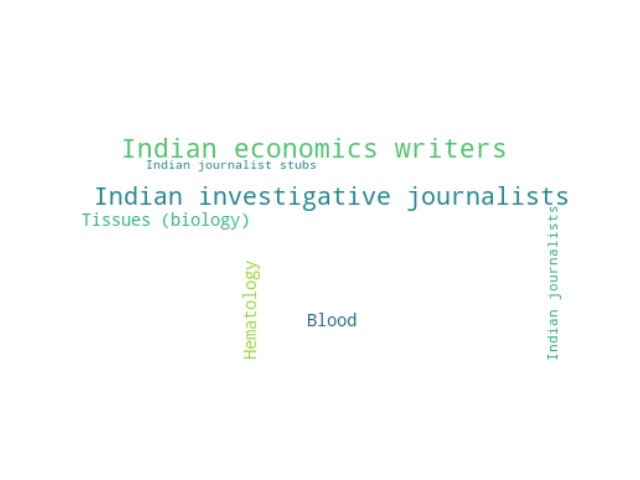 Indian economics writers
Indian journalist stubs
Indian investigative journalists
Tissues (biology)
Indian journalists
Hematology
Blood